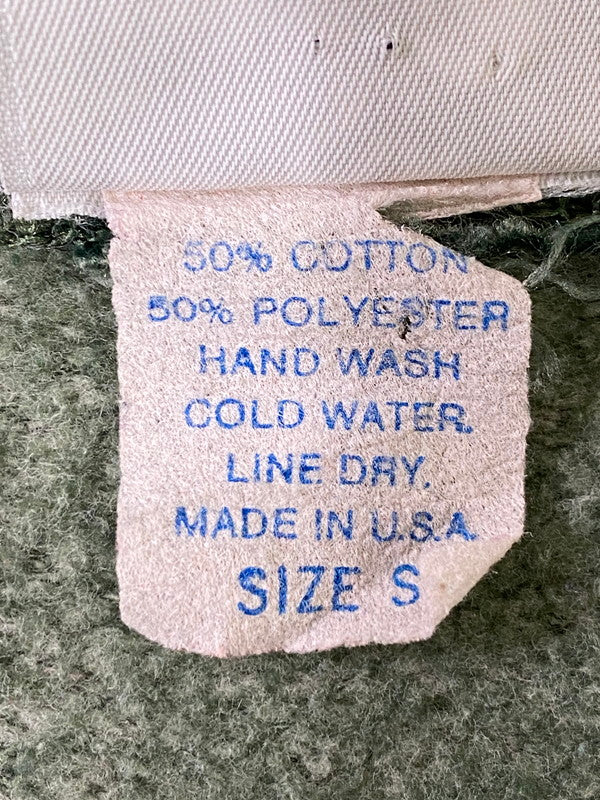 50% COTTON
50% POLYESTER
HAND WASH
COLD WATER.
LINE DRY.
MADE IN U.S.A.
SIZE S